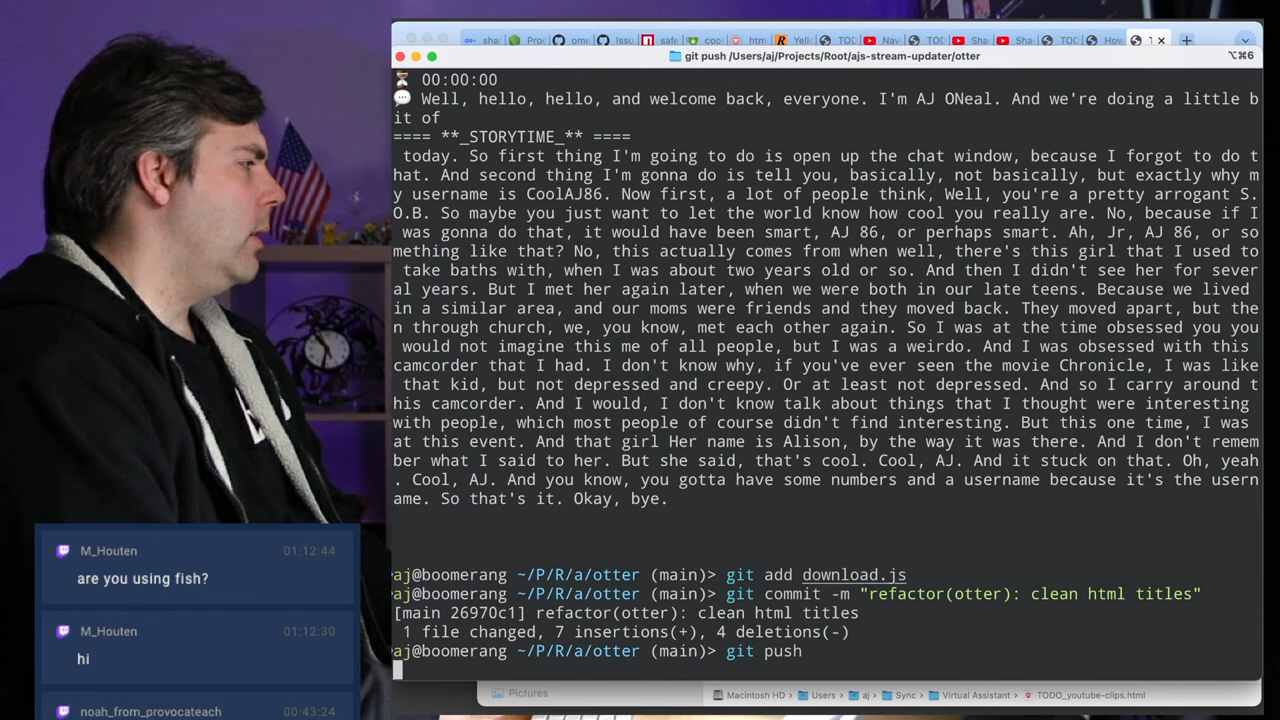 sha
Pro
ome
Issu
safe
coo
htm
Yello
TOD
Nav
TOD
TOD
Sha
Sha
TOD
How
T
git push /Users/aj/Projects/Root/ajs-stream-updater/otter
⌥⌘6
⏳ 00:00:00
💬 Well, hello, hello, and welcome back, everyone. I'm AJ ONeal. And we're doing a little b
it of
==== **_STORYTIME_** ====
today. So first thing I'm going to do is open up the chat window, because I forgot to do t
hat. And second thing I'm gonna do is tell you, basically, not basically, but exactly why m
y username is CoolAJ86. Now first, a lot of people think, Well, you're a pretty arrogant S.
O.B. So maybe you just want to let the world know how cool you really are. No, because if I
was gonna do that, it would have been smart, AJ 86, or perhaps smart. Ah, Jr, AJ 86, or so
mething like that? No, this actually comes from when well, there's this girl that I used to
take baths with, when I was about two years old or so. And then I didn't see her for sever
al years. But I met her again later, when we were both in our late teens. Because we lived
in a similar area, and our moms were friends and they moved back. They moved apart, but the
n through church, we, you know, met each other again. So I was at the time obsessed you you
would not imagine this me of all people, but I was a weirdo. And I was obsessed with this
camcorder that I had. I don't know why, if you've ever seen the movie Chronicle, I was like
that kid, but not depressed and creepy. Or at least not depressed. And so I carry around t
his camcorder. And I would, I don't know talk about things that I thought were interesting
with people, which most people of course didn't find interesting. But this one time, I was
at this event. And that girl Her name is Alison, by the way it was there. And I don't remem
ber what I said to her. But she said, that's cool. Cool, AJ. And it stuck on that. Oh, yeah
. Cool, AJ. And you know, you gotta have some numbers and a username because it's the usern
ame. So that's it. Okay, bye.
aj@boomerang ~/P/R/a/otter (main)> git add download.js
aj@boomerang ~/P/R/a/otter (main)> git commit -m "refactor(otter): clean html titles"
[main 26970c1] refactor(otter): clean html titles
1 file changed, 7 insertions(+), 4 deletions(-)
aj@boomerang ~/P/R/a/otter (main)> git push
Pictures
Macintosh HD > Users > aj > Sync > Virtual Assistant > TODO_youtube-clips.html
M_Houten 01:12:44
are you using fish?
M_Houten 01:12:30
hi
noah_from_provocateach 00:43:24